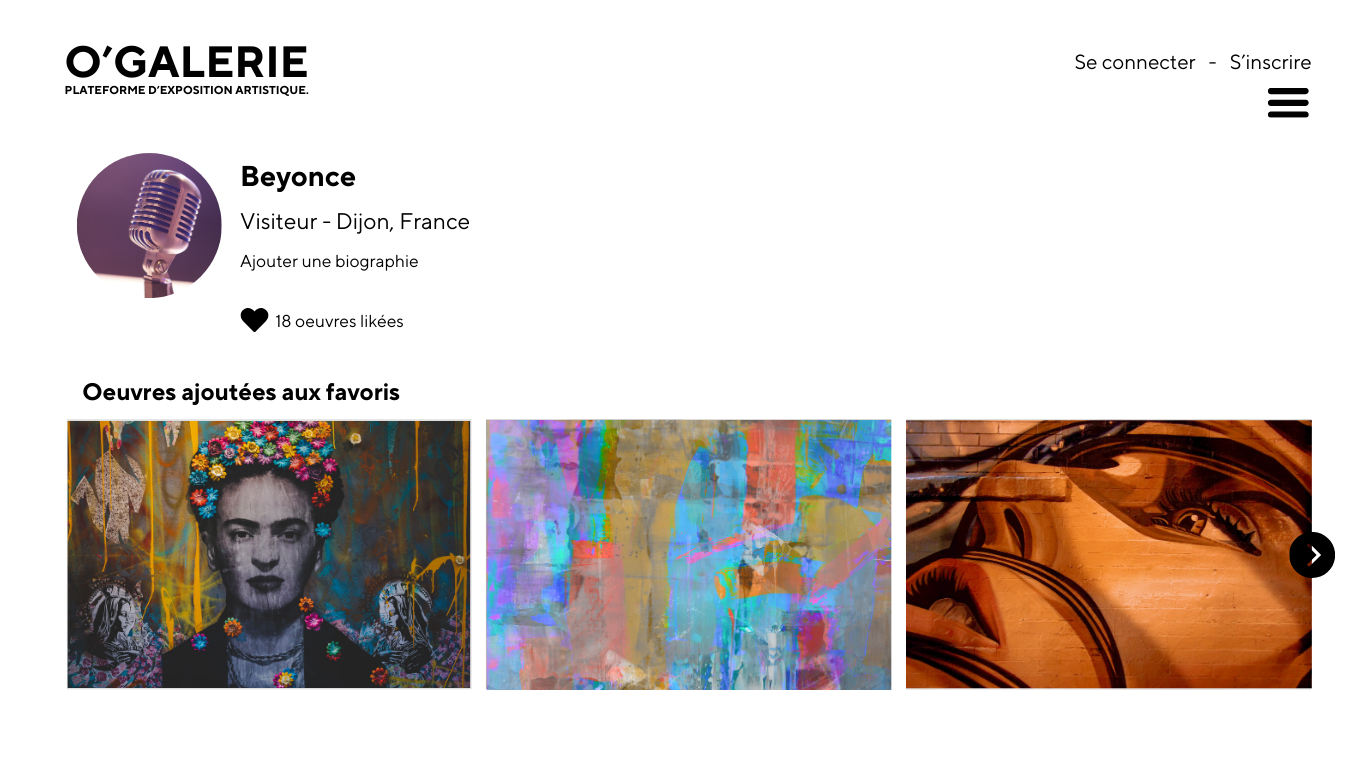 O'GALERIE
PLATEFORME D'EXPOSITION ARTISTIQUE.
Se connecter - S'inscrire
Beyonce
Visiteur - Dijon, France
Ajouter une biographie
18 oeuvres likées
Oeuvres ajoutées aux favoris